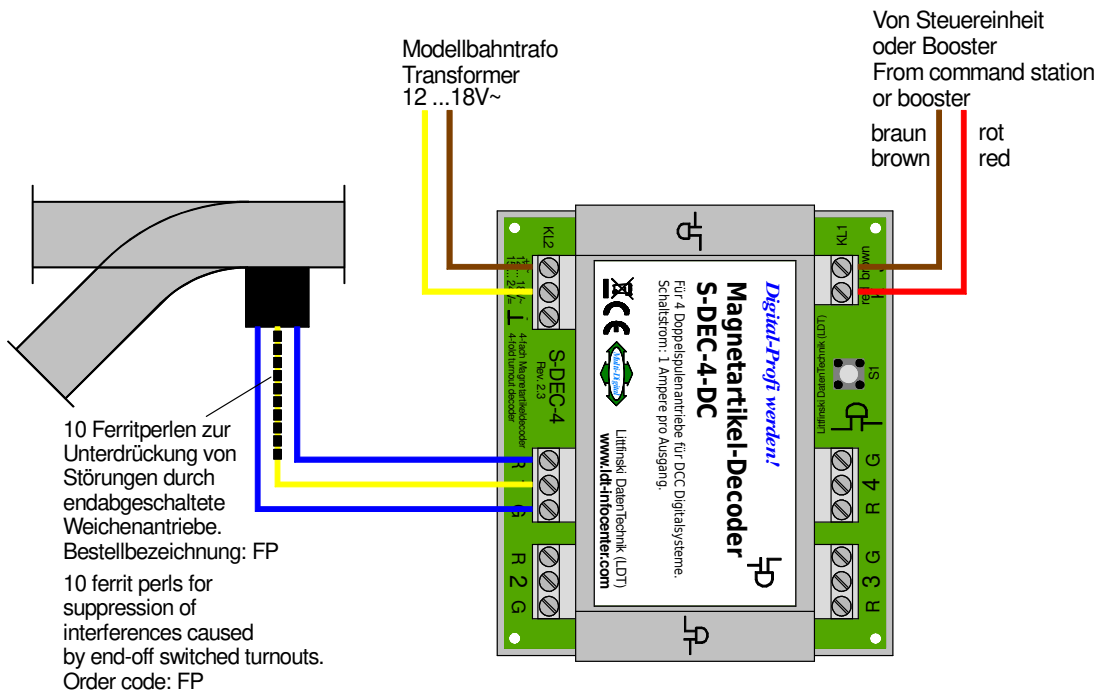 Modellbahntrafo
Transformer
12 ...18V~
Von Steuereinheit
oder Booster
From command station
or booster
braun
brown
rot
red
10 Ferritperlen zur
Unterdrückung von
Störungen durch
endabgeschaltete
Weichenantriebe.
Bestellbezeichnung: FP
10 ferrit perls for
suppression of
interferences caused
by end-off switched turnouts.
Order code: FP
KL2
4-fach Magnetartikeldecoder
4-fold turnout decoder
S-DEC-4
Rev. 2.3
R
G
R 2 G
Digital-Profi werden!
Magnetartikel-Decoder
S-DEC-4-DC
Für 4 Doppelspulenantriebe für DCC Digitalsysteme.
Schaltstrom: 1 Ampere pro Ausgang.
CE
Multi-Digital
Littfinski DatenTechnik (LDT)
www.ldt-infocenter.com
KL1
red brown
S1
Littfinski DatenTechnik (LDT)
R 4 G
R 3 G